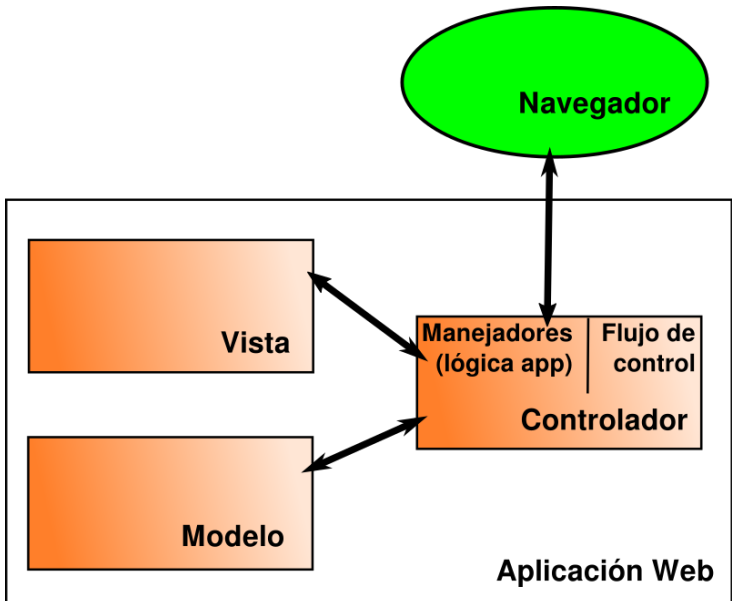 Navegador
Vista
Manejadores
(lógica app)
Flujo de
control
Controlador
Modelo
Aplicación Web